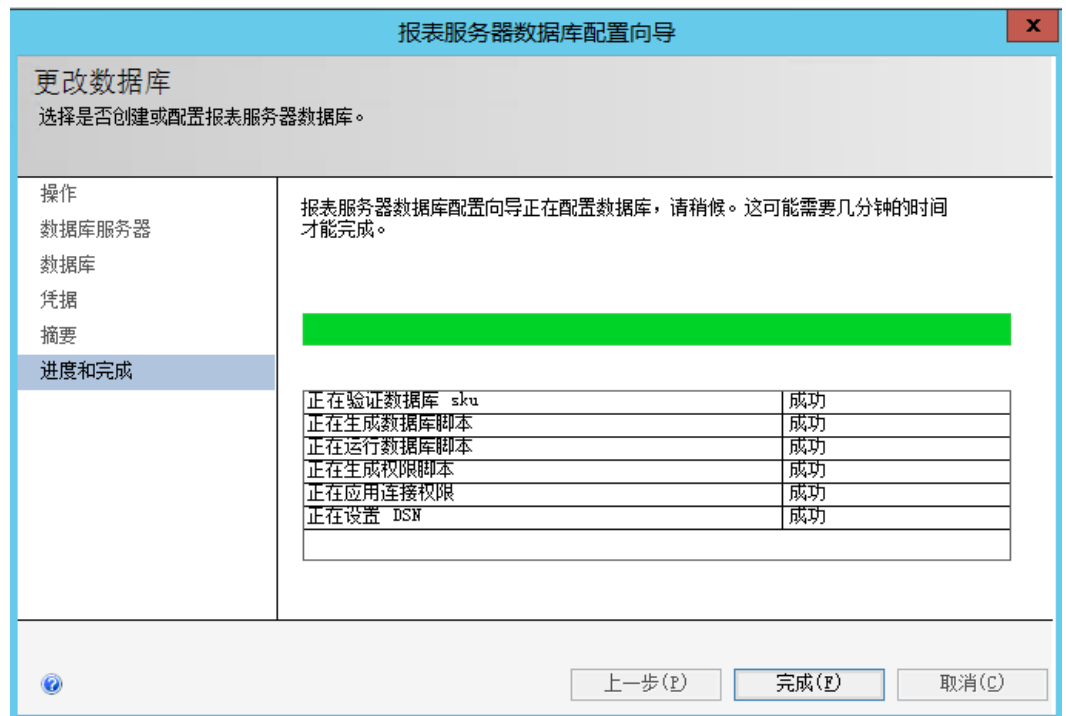 报表服务器数据库配置向导
x
更改数据库
选择是否创建或配置报表服务器数据库。
操作
数据库服务器
数据库
凭据
摘要
进度和完成
报表服务器数据库配置向导正在配置数据库，请稍候。这可能需要几分钟的时间
才能完成。
正在验证数据库 sku 成功
正在生成数据库脚本 成功
正在运行数据库脚本 成功
正在生成权限脚本 成功
正在应用连接权限 成功
正在设置 DSN 成功
?
上一步(P) 完成(F) 取消(C)